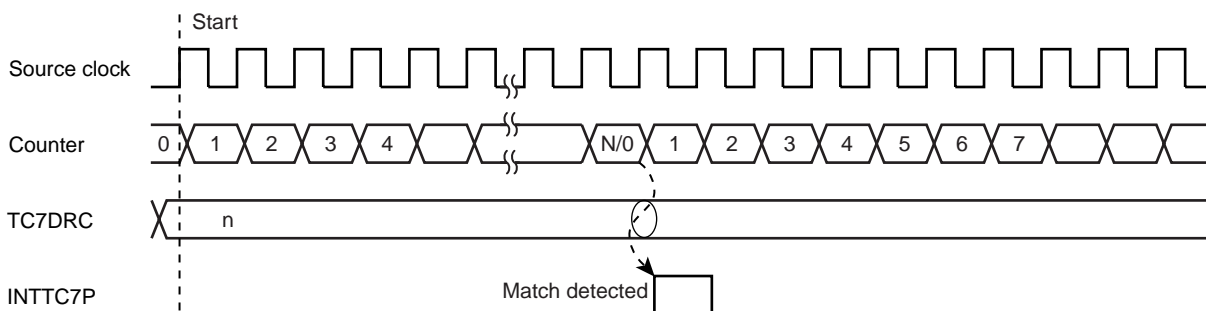 Start
Source clock
Counter 0 1 2 3 4 N/0 1 2 3 4 5 6 7
TC7DRC n
INTTC7P Match detected